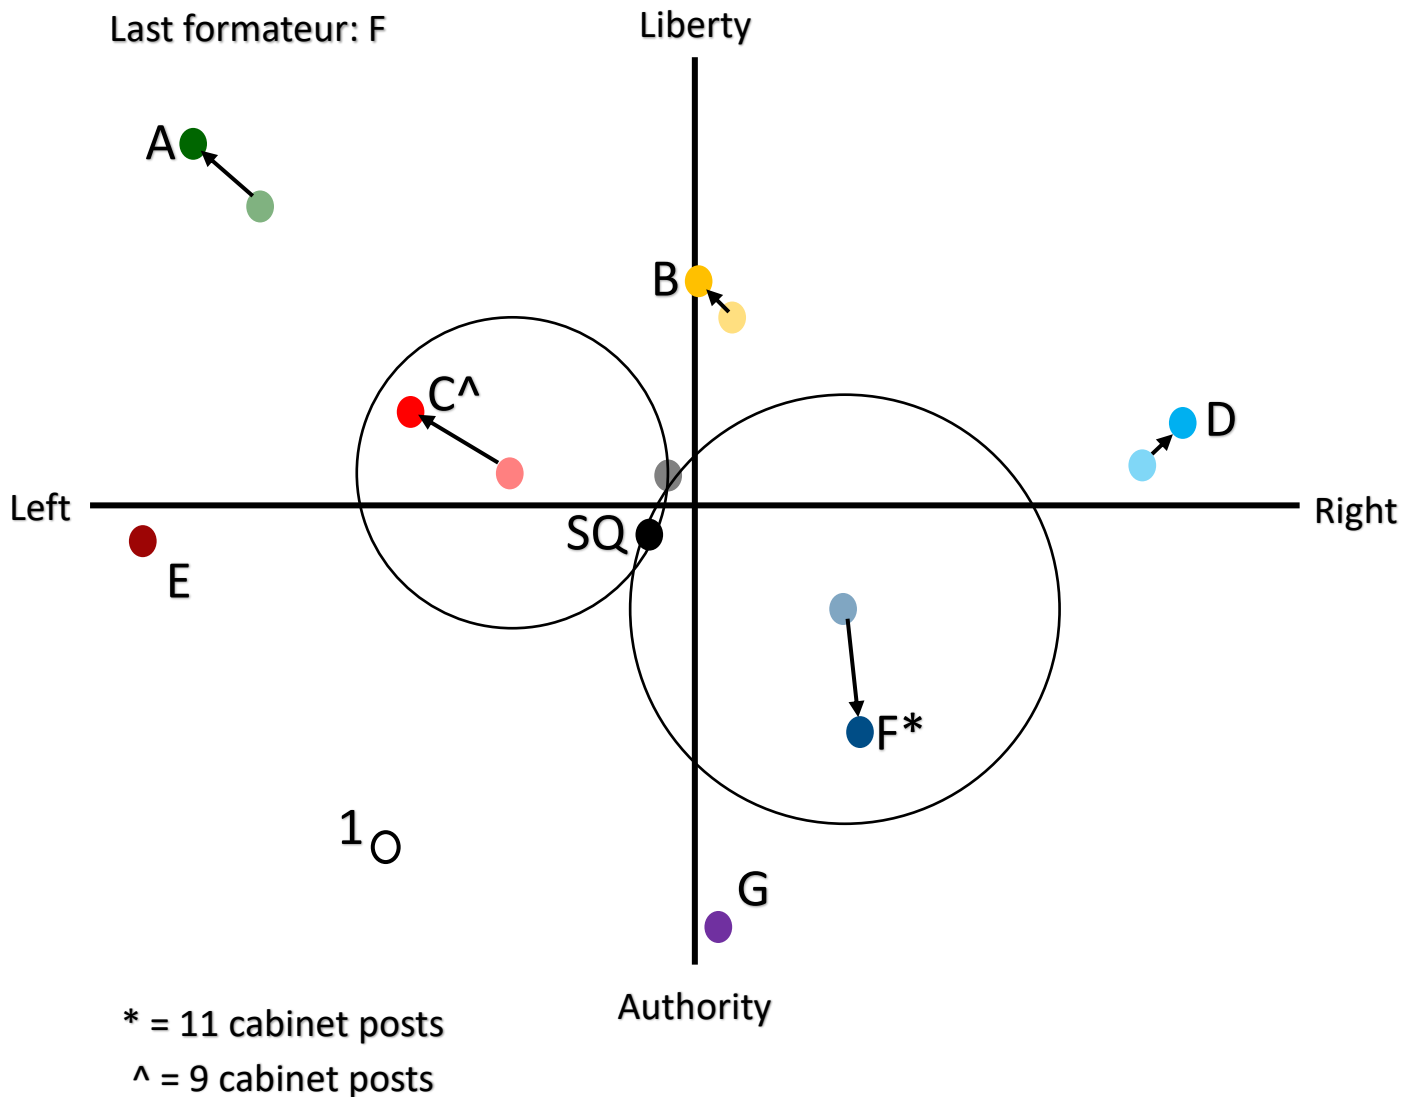 Last formateur: F
Liberty
A
B
C^
D
Left
Right
SQ
E
F*
1
G
Authority
* = 11 cabinet posts
^ = 9 cabinet posts